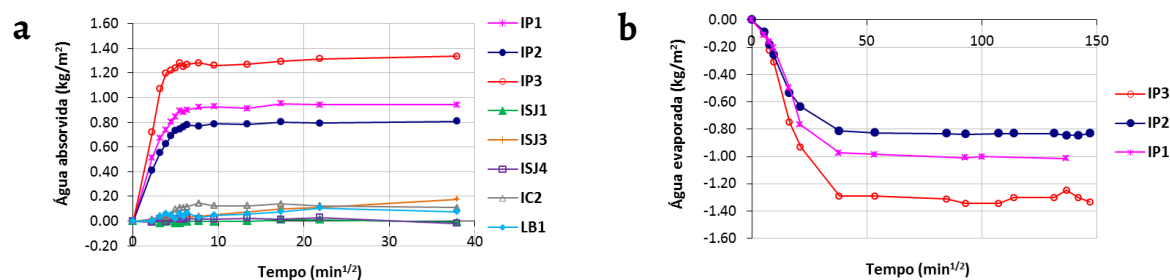 a
Água absorvida (kg/m²)
1.60
1.40
1.20
1.00
0.80
0.60
0.40
0.20
0.00
-0.20
0
10
20
30
40
Tempo (min^1/2)
IP1
IP2
IP3
ISJ1
ISJ3
ISJ4
IC2
LB1
b
Água evaporada (kg/m²)
0.00
-0.20
-0.40
-0.60
-0.80
-1.00
-1.20
-1.40
-1.60
0
50
100
150
Tempo (min^1/2)
IP3
IP2
IP1